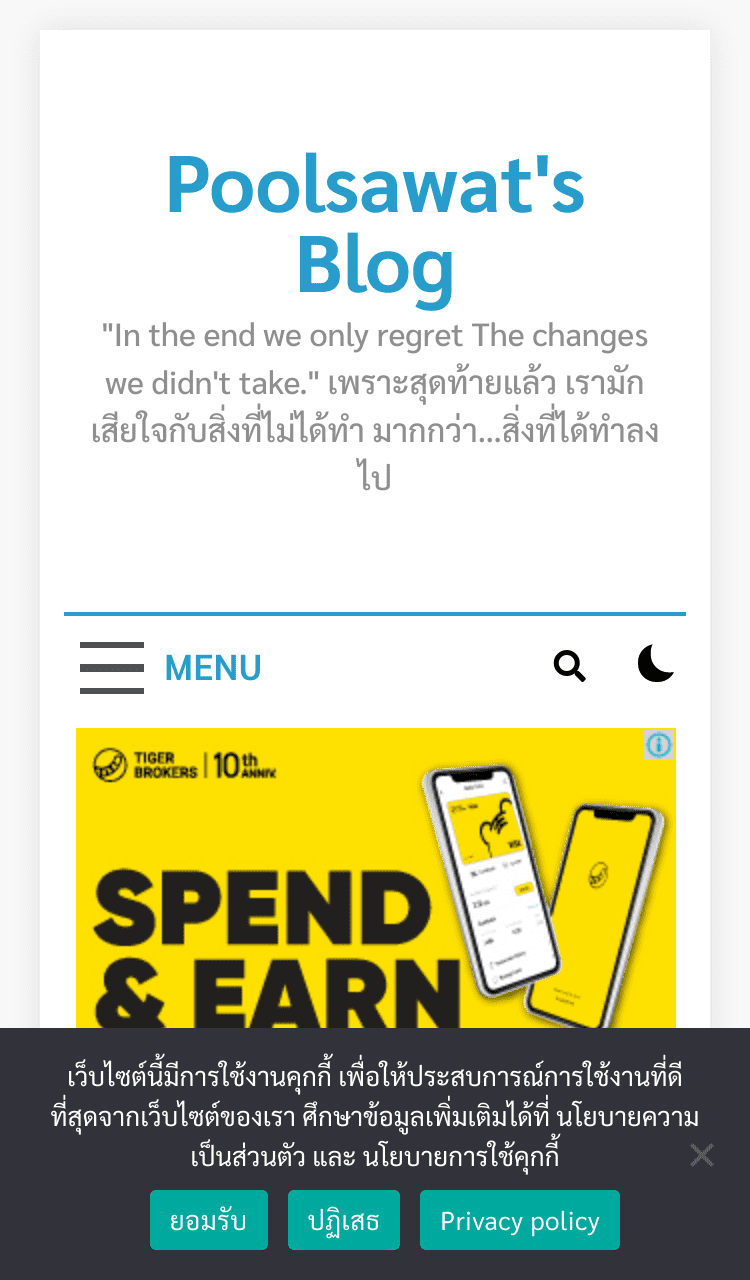 Poolsawat's
Blog
"In the end we only regret The changes
we didn't take." เพราะสุดท้ายแล้ว เรามัก
เสียใจกับสิ่งที่ไม่ได้ทำ มากกว่า...สิ่งที่ได้ทำลง
ไป
MENU
TIGER
BROKERS
10th
ANNIV.
SPEND
& EARN
เว็บไซต์นี้มีการใช้งานคุกกี้ เพื่อให้ประสบการณ์การใช้งานที่ดี
ที่สุดจากเว็บไซต์ของเรา ศึกษาข้อมูลเพิ่มเติมได้ที่ นโยบายความ
เป็นส่วนตัว และ นโยบายการใช้คุกกี้
ยอมรับ
ปฏิเสธ
Privacy policy